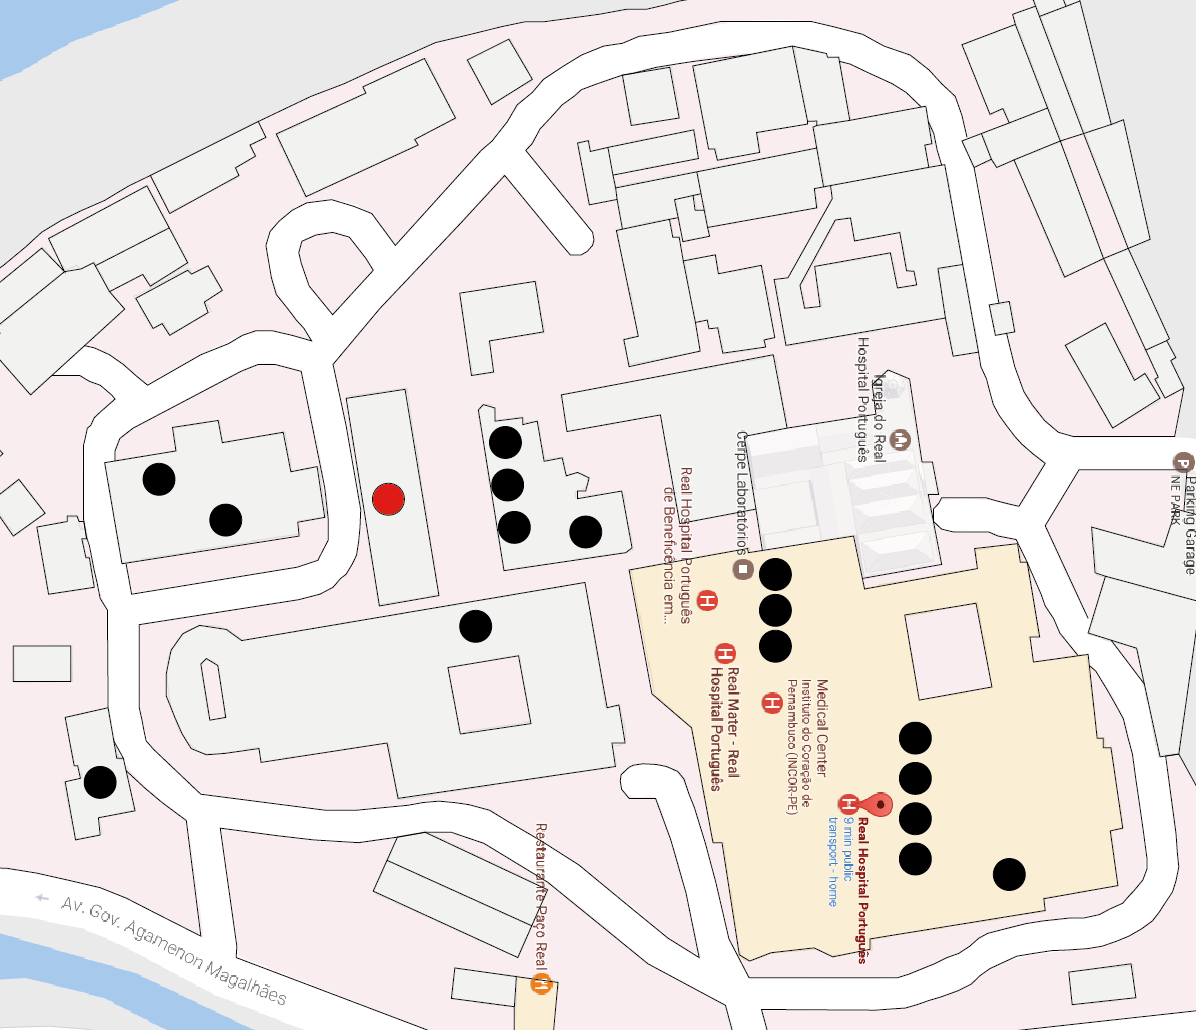 Igreja do Real
Hospital Português
Cerpe Laboratórios
Real Hospital Português
de Beneficência em...
Real Mater - Real
Hospital Português
Medical Center
Instituto do Coração de
Pernambuco (INCOR-PE)
Real Hospital Português
9 min public
transport - home
Parking Garage
NE PARK
P
H
H
H
H
Restaurante Paço Real
Av. Gov. Agamenon Magalhães